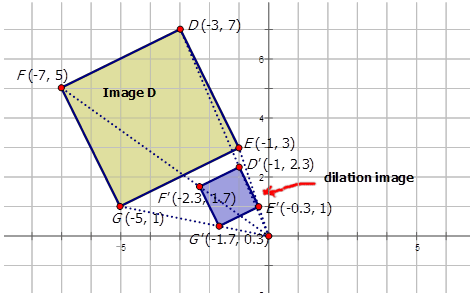 D (-3, 7)
6
F (-7, 5)
Image D
4
E (-1, 3)
D' (-1, 2.3)
dilation image
2
F' (-2.3, 1.7)
E' (-0.3, 1)
G (-5, 1)
G' (-1.7, 0.3)
-5
5